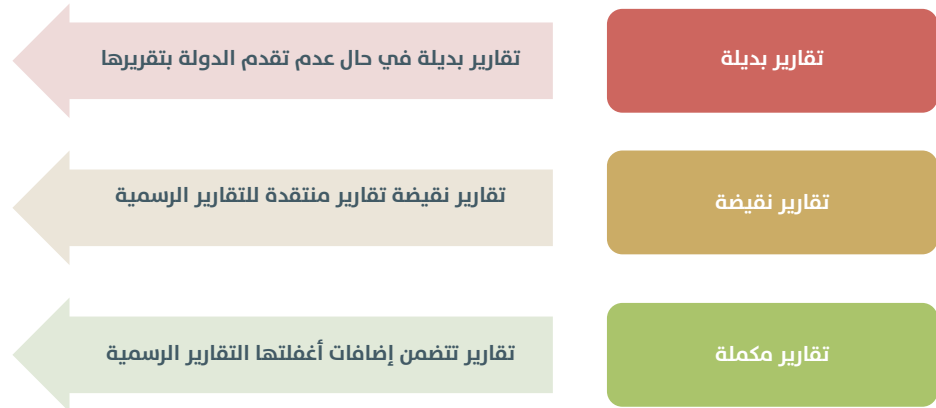 تقارير بديلة
تقارير بديلة في حال عدم تقدم الدولة بتقريرها
تقارير نقيضة
تقارير نقيضة تقارير منتقدة للتقارير الرسمية
تقارير مكملة
تقارير تتضمن إضافات أغفلتها التقارير الرسمية